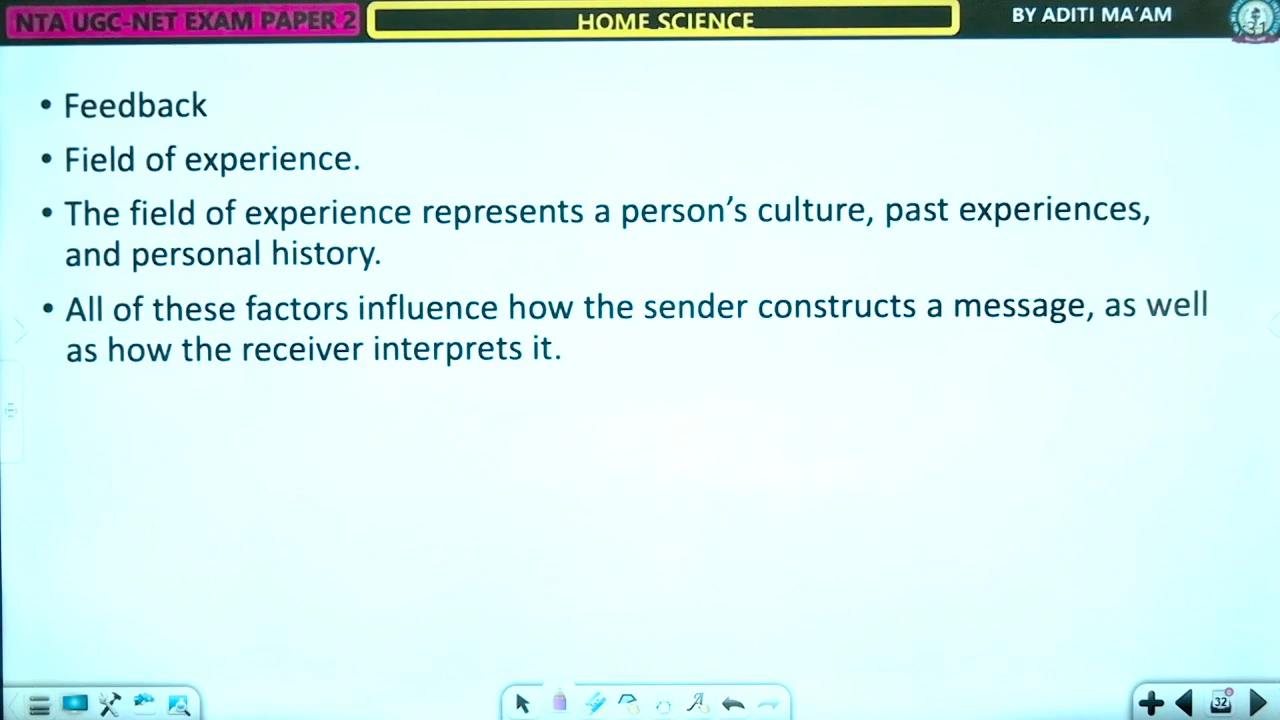 NTA UGC-NET EXAM PAPER 2
HOME SCIENCE
BY ADITI MA'AM
• Feedback
• Field of experience.
• The field of experience represents a person’s culture, past experiences,
and personal history.
• All of these factors influence how the sender constructs a message, as well
as how the receiver interprets it.
32